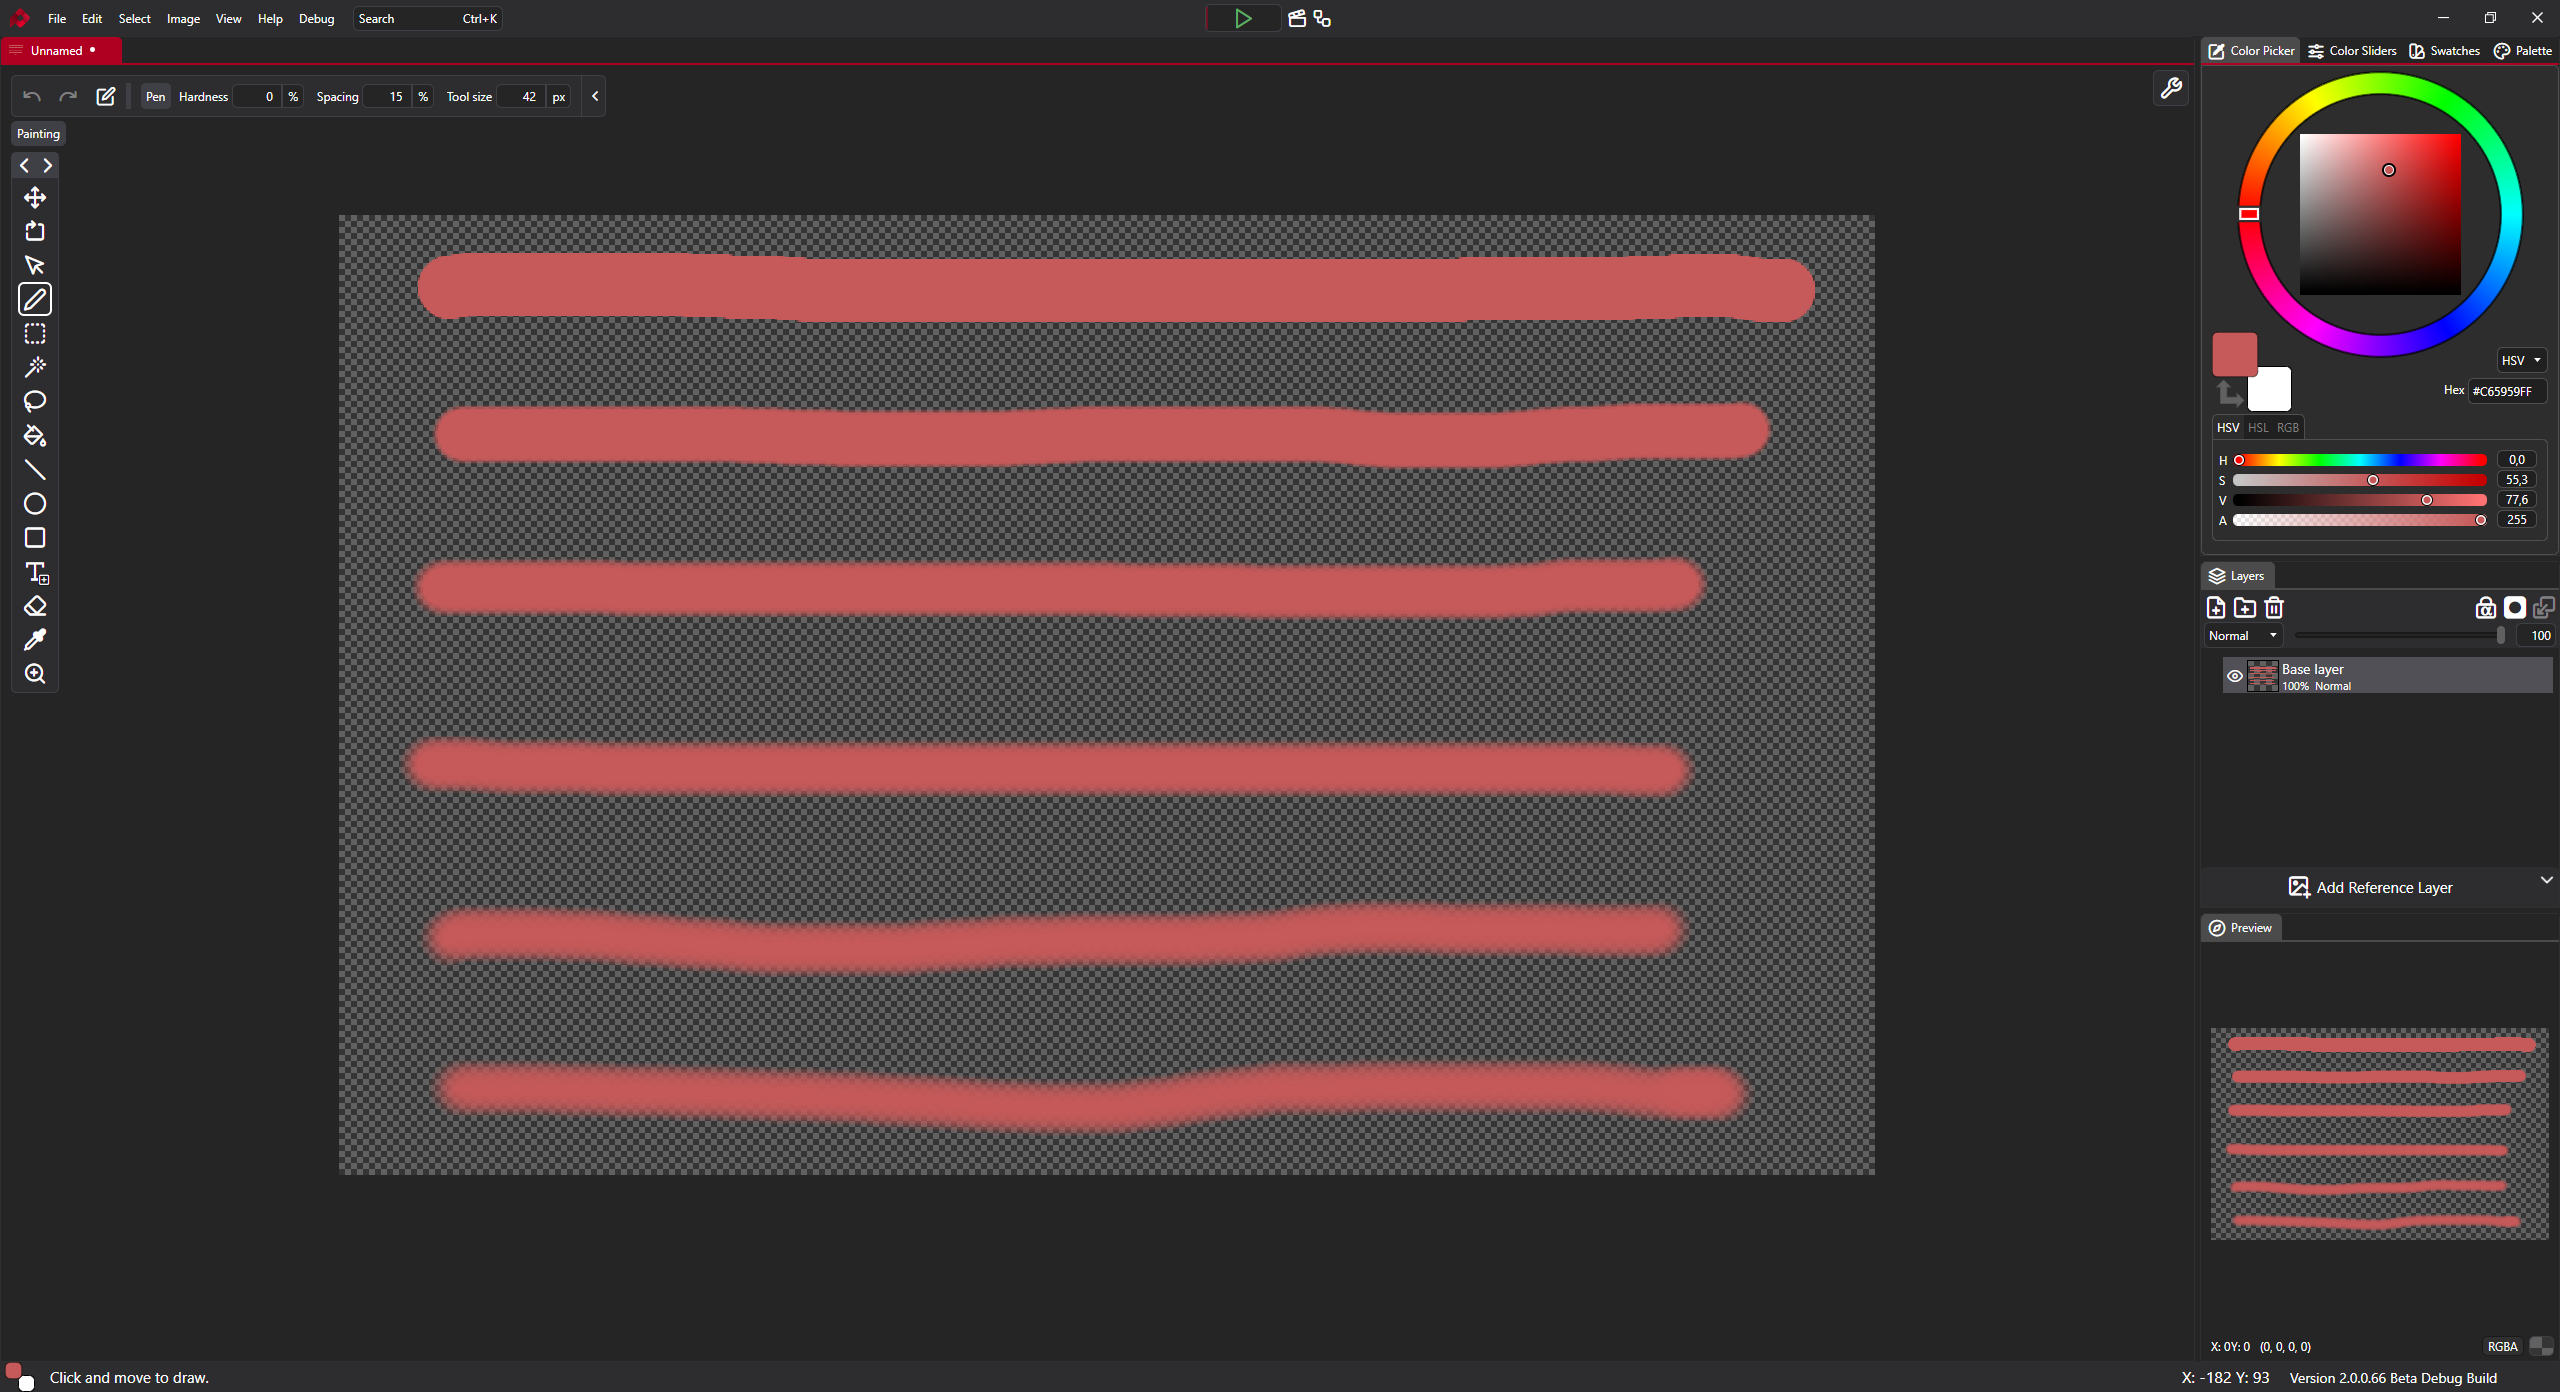 File Edit Select Image View Help Debug Search Ctrl+K
Unnamed
Pen Hardness 0 % Spacing 15 % Tool size 42 px
Painting
Color Picker Color Sliders Swatches Palette
HSV
Hex #C65959FF
HSV HSL RGB
H 0,0
S 55,3
V 77,6
A 255
Layers
Normal 100
Base layer
100% Normal
Add Reference Layer
Preview
X: 0Y: 0 (0, 0, 0, 0) RGBA
Click and move to draw. X: -182 Y: 93 Version 2.0.0.66 Beta Debug Build